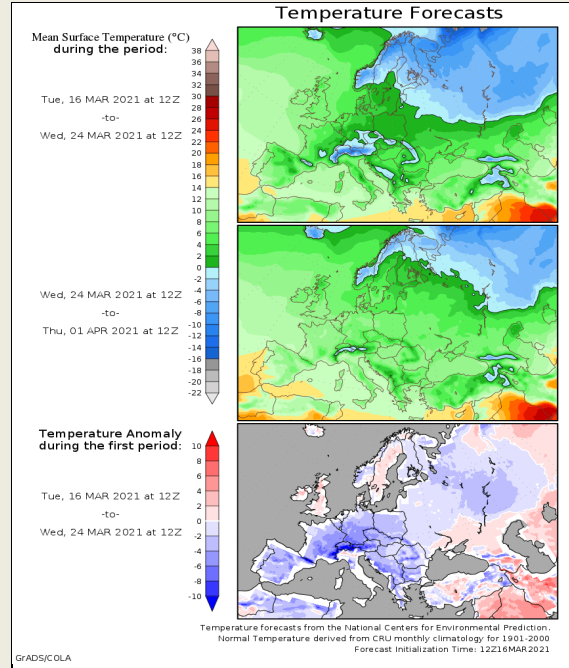 Temperature Forecasts
Mean Surface Temperature (°C)
during the period:
Tue, 16 MAR 2021 at 12Z
-to-
Wed, 24 MAR 2021 at 12Z
38
36
34
32
30
28
26
24
22
20
18
16
14
12
10
8
6
4
2
0
-2
-4
-6
-8
-10
-12
-14
-16
-18
-20
-22
Wed, 24 MAR 2021 at 12Z
-to-
Thu, 01 APR 2021 at 12Z
Temperature Anomaly
during the first period:
Tue, 16 MAR 2021 at 12Z
-to-
Wed, 24 MAR 2021 at 12Z
10
8
6
4
2
0
-2
-4
-6
-8
-10
Temperature forecasts from the National Centers for Environmental Prediction.
Normal Temperature derived from CRU monthly climatology for 1901-2000
Forecast Initialization Time: 12Z16MAR2021
GrADS/COLA